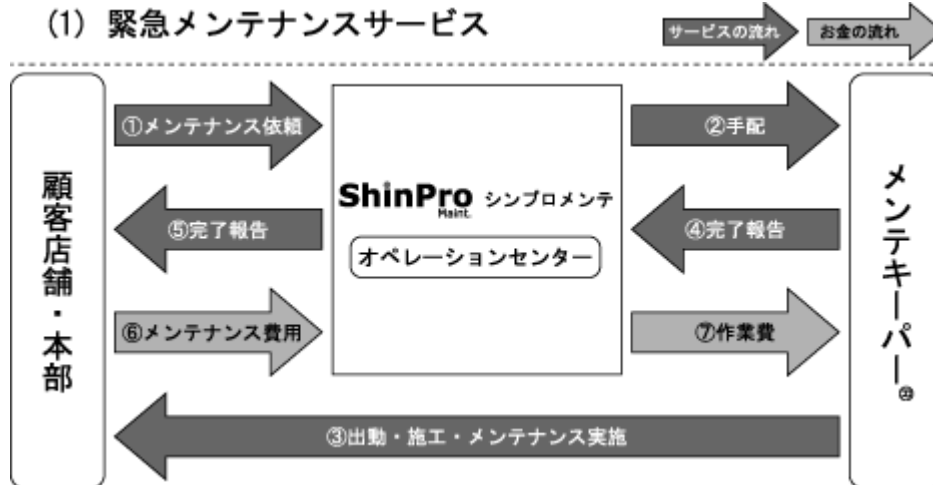 (1) 緊急メンテナンスサービス
サービスの流れ
お金の流れ
①メンテナンス依頼
②手配
顧客店舗・本部
ShinPro
Maint.
シンプロメンテ
オペレーションセンター
メンテキーパー®
⑤完了報告
④完了報告
⑥メンテナンス費用
⑦作業費
③出動・施工・メンテナンス実施